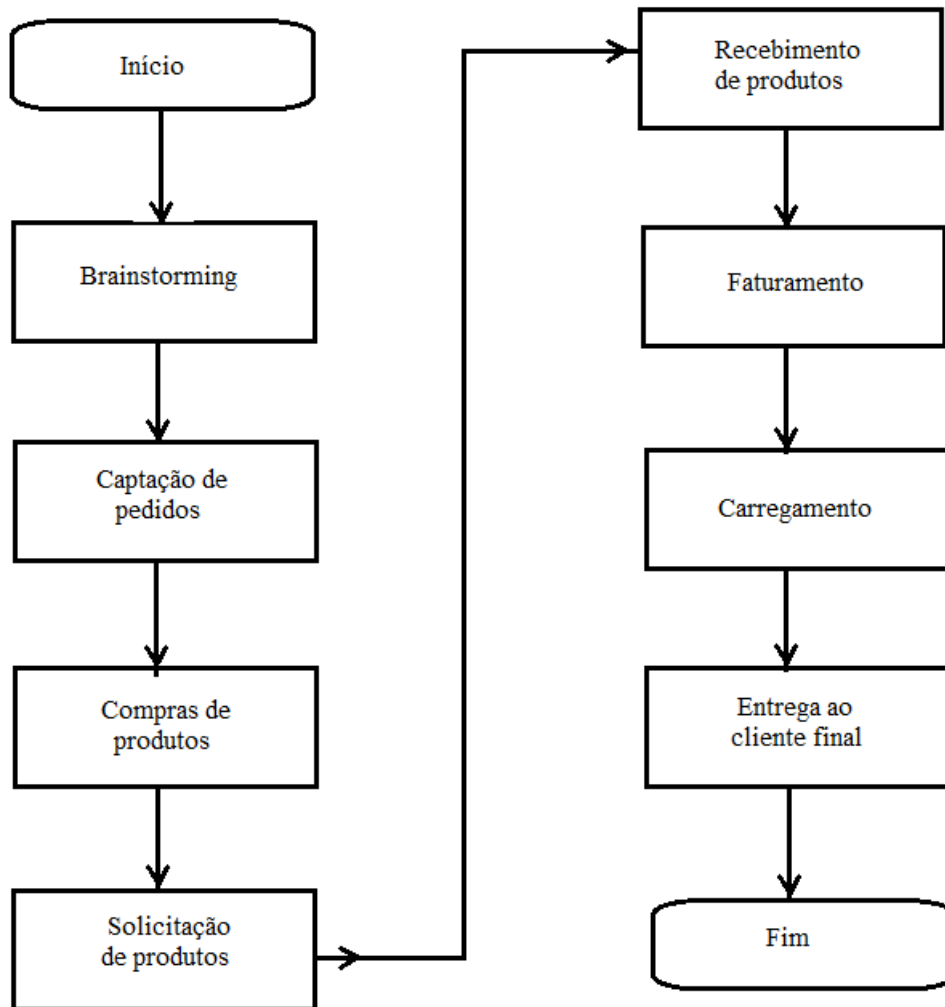 Início
Brainstorming
Captação de
pedidos
Compras de
produtos
Solicitação
de produtos
Recebimento
de produtos
Faturamento
Carregamento
Entrega ao
cliente final
Fim